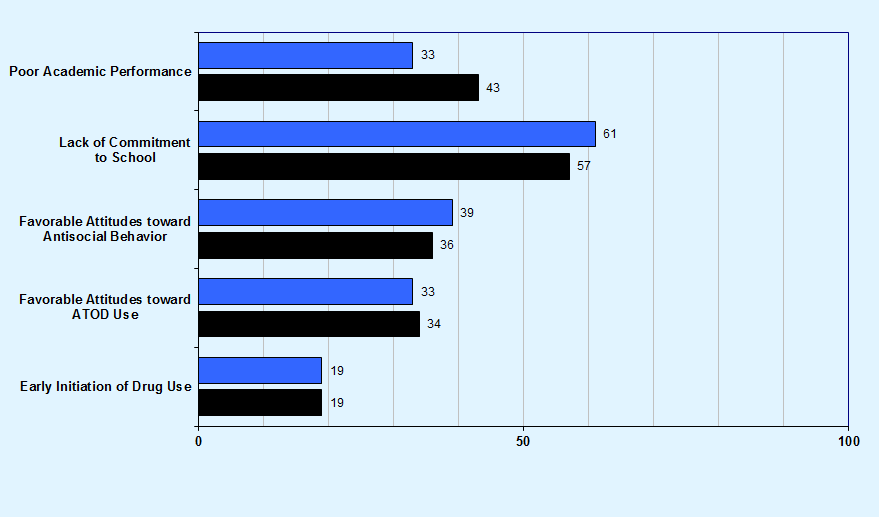 Poor Academic Performance
33
43
Lack of Commitment
to School
61
57
Favorable Attitudes toward
Antisocial Behavior
39
36
Favorable Attitudes toward
ATOD Use
33
34
Early Initiation of Drug Use
19
19
0 50 100